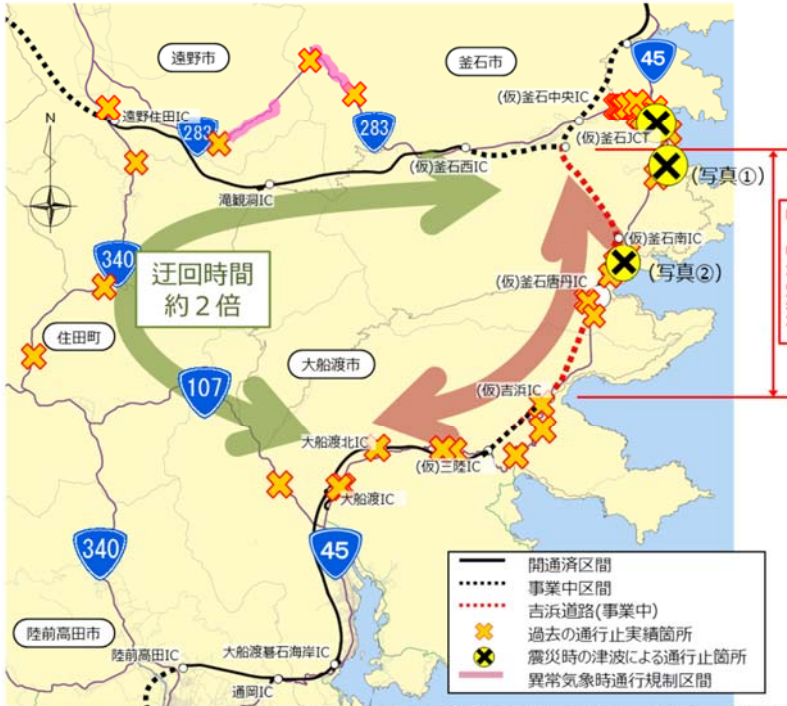 遠野市
釜石市
45
(仮)釜石中央IC
遠野住田IC
283
283
(仮)釜石JCT
(仮)釜石西IC
(写真①)
滝観洞IC
N
(仮)釜石南IC
340
迂回時間
約2倍
(写真②)
(仮)釜石唐丹IC
住田町
大船渡市
107
(仮)吉浜IC
大船渡北IC
(仮)三陸IC
大船渡IC
340
45
開通済区間
事業中区間
吉浜道路(事業中)
過去の通行止実績箇所
震災時の津波による通行止箇所
異常気象時通行規制区間
陸前高田市
陸前高田IC
大船渡碁石海岸IC
通岡IC